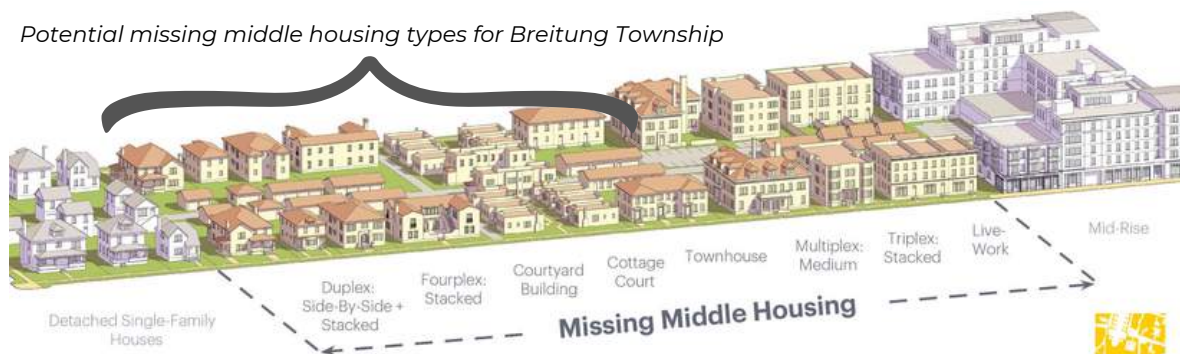 Potential missing middle housing types for Breitung Township
Detached Single-Family
Houses
Duplex:
Side-By-Side +
Stacked
Fourplex:
Stacked
Courtyard
Building
Cottage
Court
Townhouse
Multiplex:
Medium
Triplex:
Stacked
Live-
Work
Mid-Rise
Missing Middle Housing